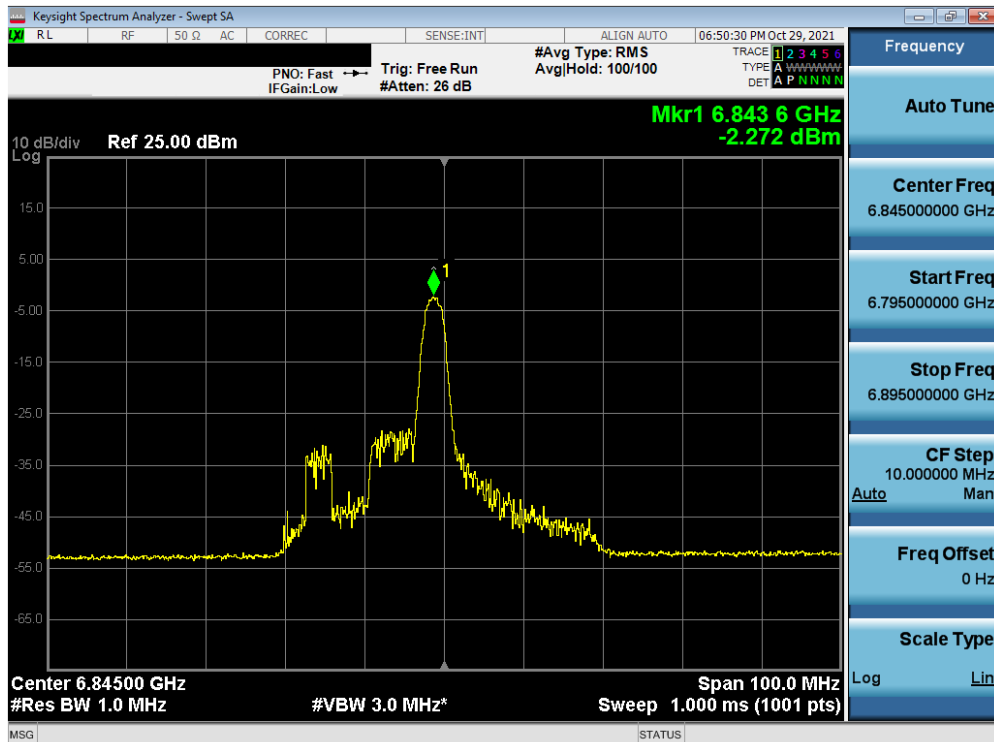 Keysight Spectrum Analyzer - Swept SA
LXI RL RF 50 Ω AC CORREC SENSE:INT ALIGN AUTO 06:50:30 PM Oct 29, 2021
Frequency
PNO: Fast
IFGain:Low
Trig: Free Run
#Atten: 26 dB
#Avg Type: RMS
Avg|Hold: 100/100
TRACE 1 2 3 4 5 6
TYPE A WWWWW
DET A P N N N N
Auto Tune
Mkr1 6.843 6 GHz
-2.272 dBm
10 dB/div Ref 25.00 dBm
Log
15.0
5.00
-5.00
-15.0
-25.0
-35.0
-45.0
-55.0
-65.0
1
Center 6.84500 GHz Span 100.0 MHz
#Res BW 1.0 MHz #VBW 3.0 MHz* Sweep 1.000 ms (1001 pts)
Center Freq
6.845000000 GHz
Start Freq
6.795000000 GHz
Stop Freq
6.895000000 GHz
CF Step
10.000000 MHz
Auto Man
Freq Offset
0 Hz
Scale Type
Log Lin
MSG STATUS